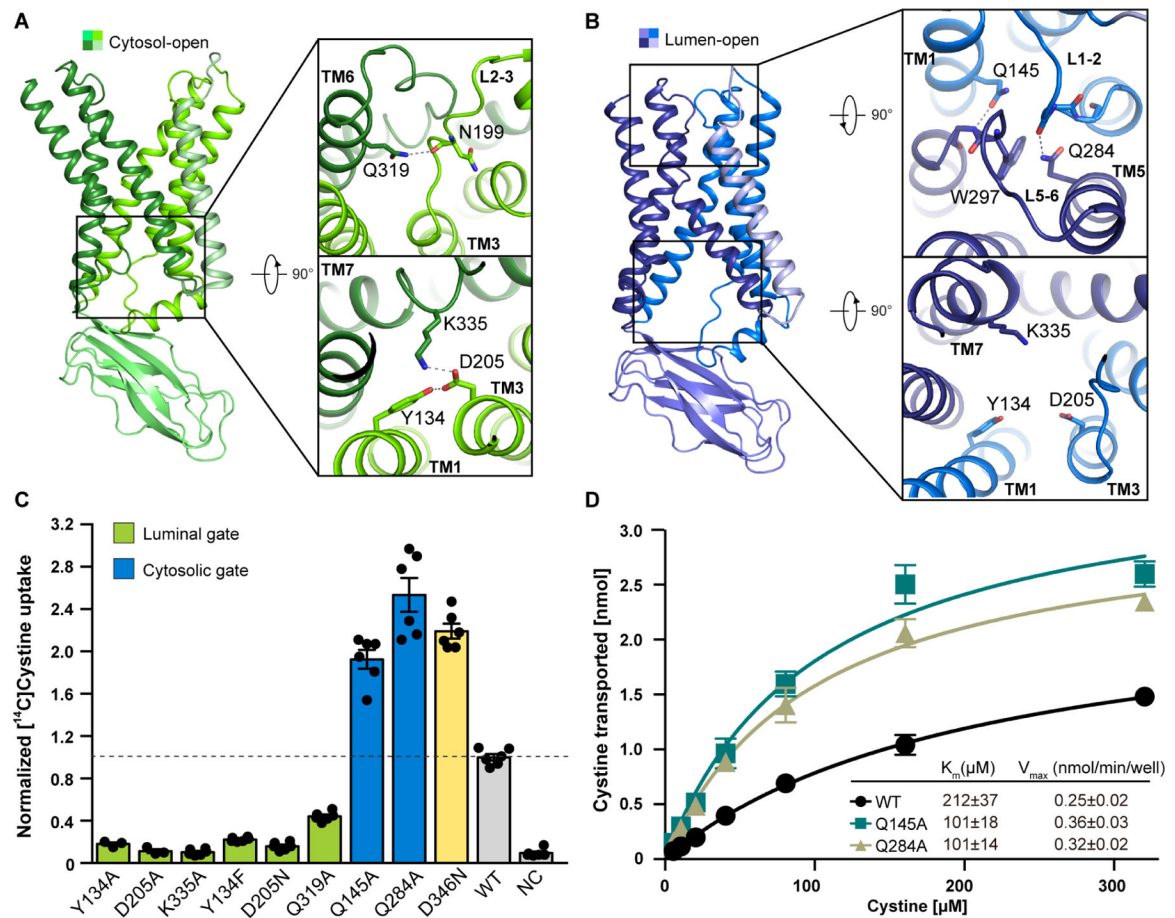 A
Cytosol-open
TM6
L2-3
N199
Q319
TM3
90°
TM7
K335
D205
TM3
Y134
TM1
B
Lumen-open
TM1
Q145
L1-2
90°
Q284
TM5
W297
L5-6
90°
K335
TM7
Y134
D205
TM1
TM3
C
Normalized [¹⁴C]Cystine uptake
3.2
2.8
2.4
2.0
1.6
1.2
0.8
0.4
0
Luminal gate
Cytosolic gate
Y134A
D205A
K335A
Y134F
D205N
Q319A
Q145A
Q284A
D346N
WT
NC
D
Cystine transported [nmol]
3.0
2.5
2.0
1.5
1.0
0.5
0
Kₘ(µM) Vₘₐₓ (nmol/min/well)
WT 212±37 0.25±0.02
Q145A 101±18 0.36±0.03
Q284A 101±14 0.32±0.02
0 100 200 300
Cystine [µM]